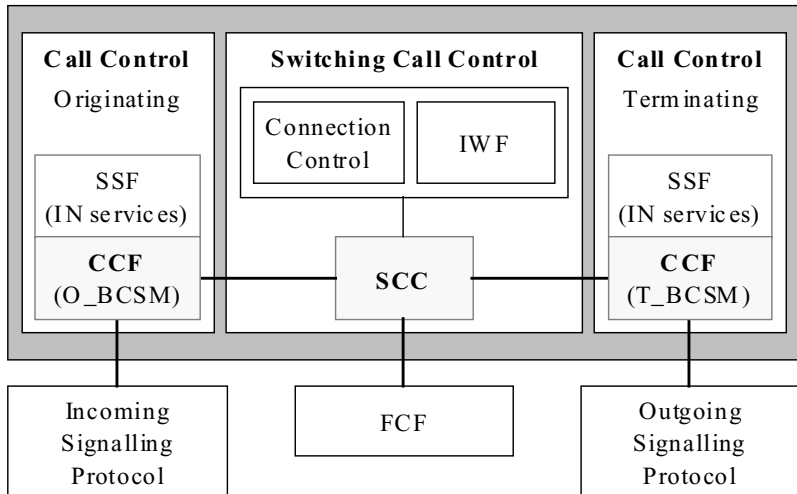 Call Control
Originating
SSF
(IN services)
CCF
(O_BCSM)
Switching Call Control
Connection
Control
IWF
SCC
Call Control
Terminating
SSF
(IN services)
CCF
(T_BCSM)
Incoming
Signalling
Protocol
FCF
Outgoing
Signalling
Protocol